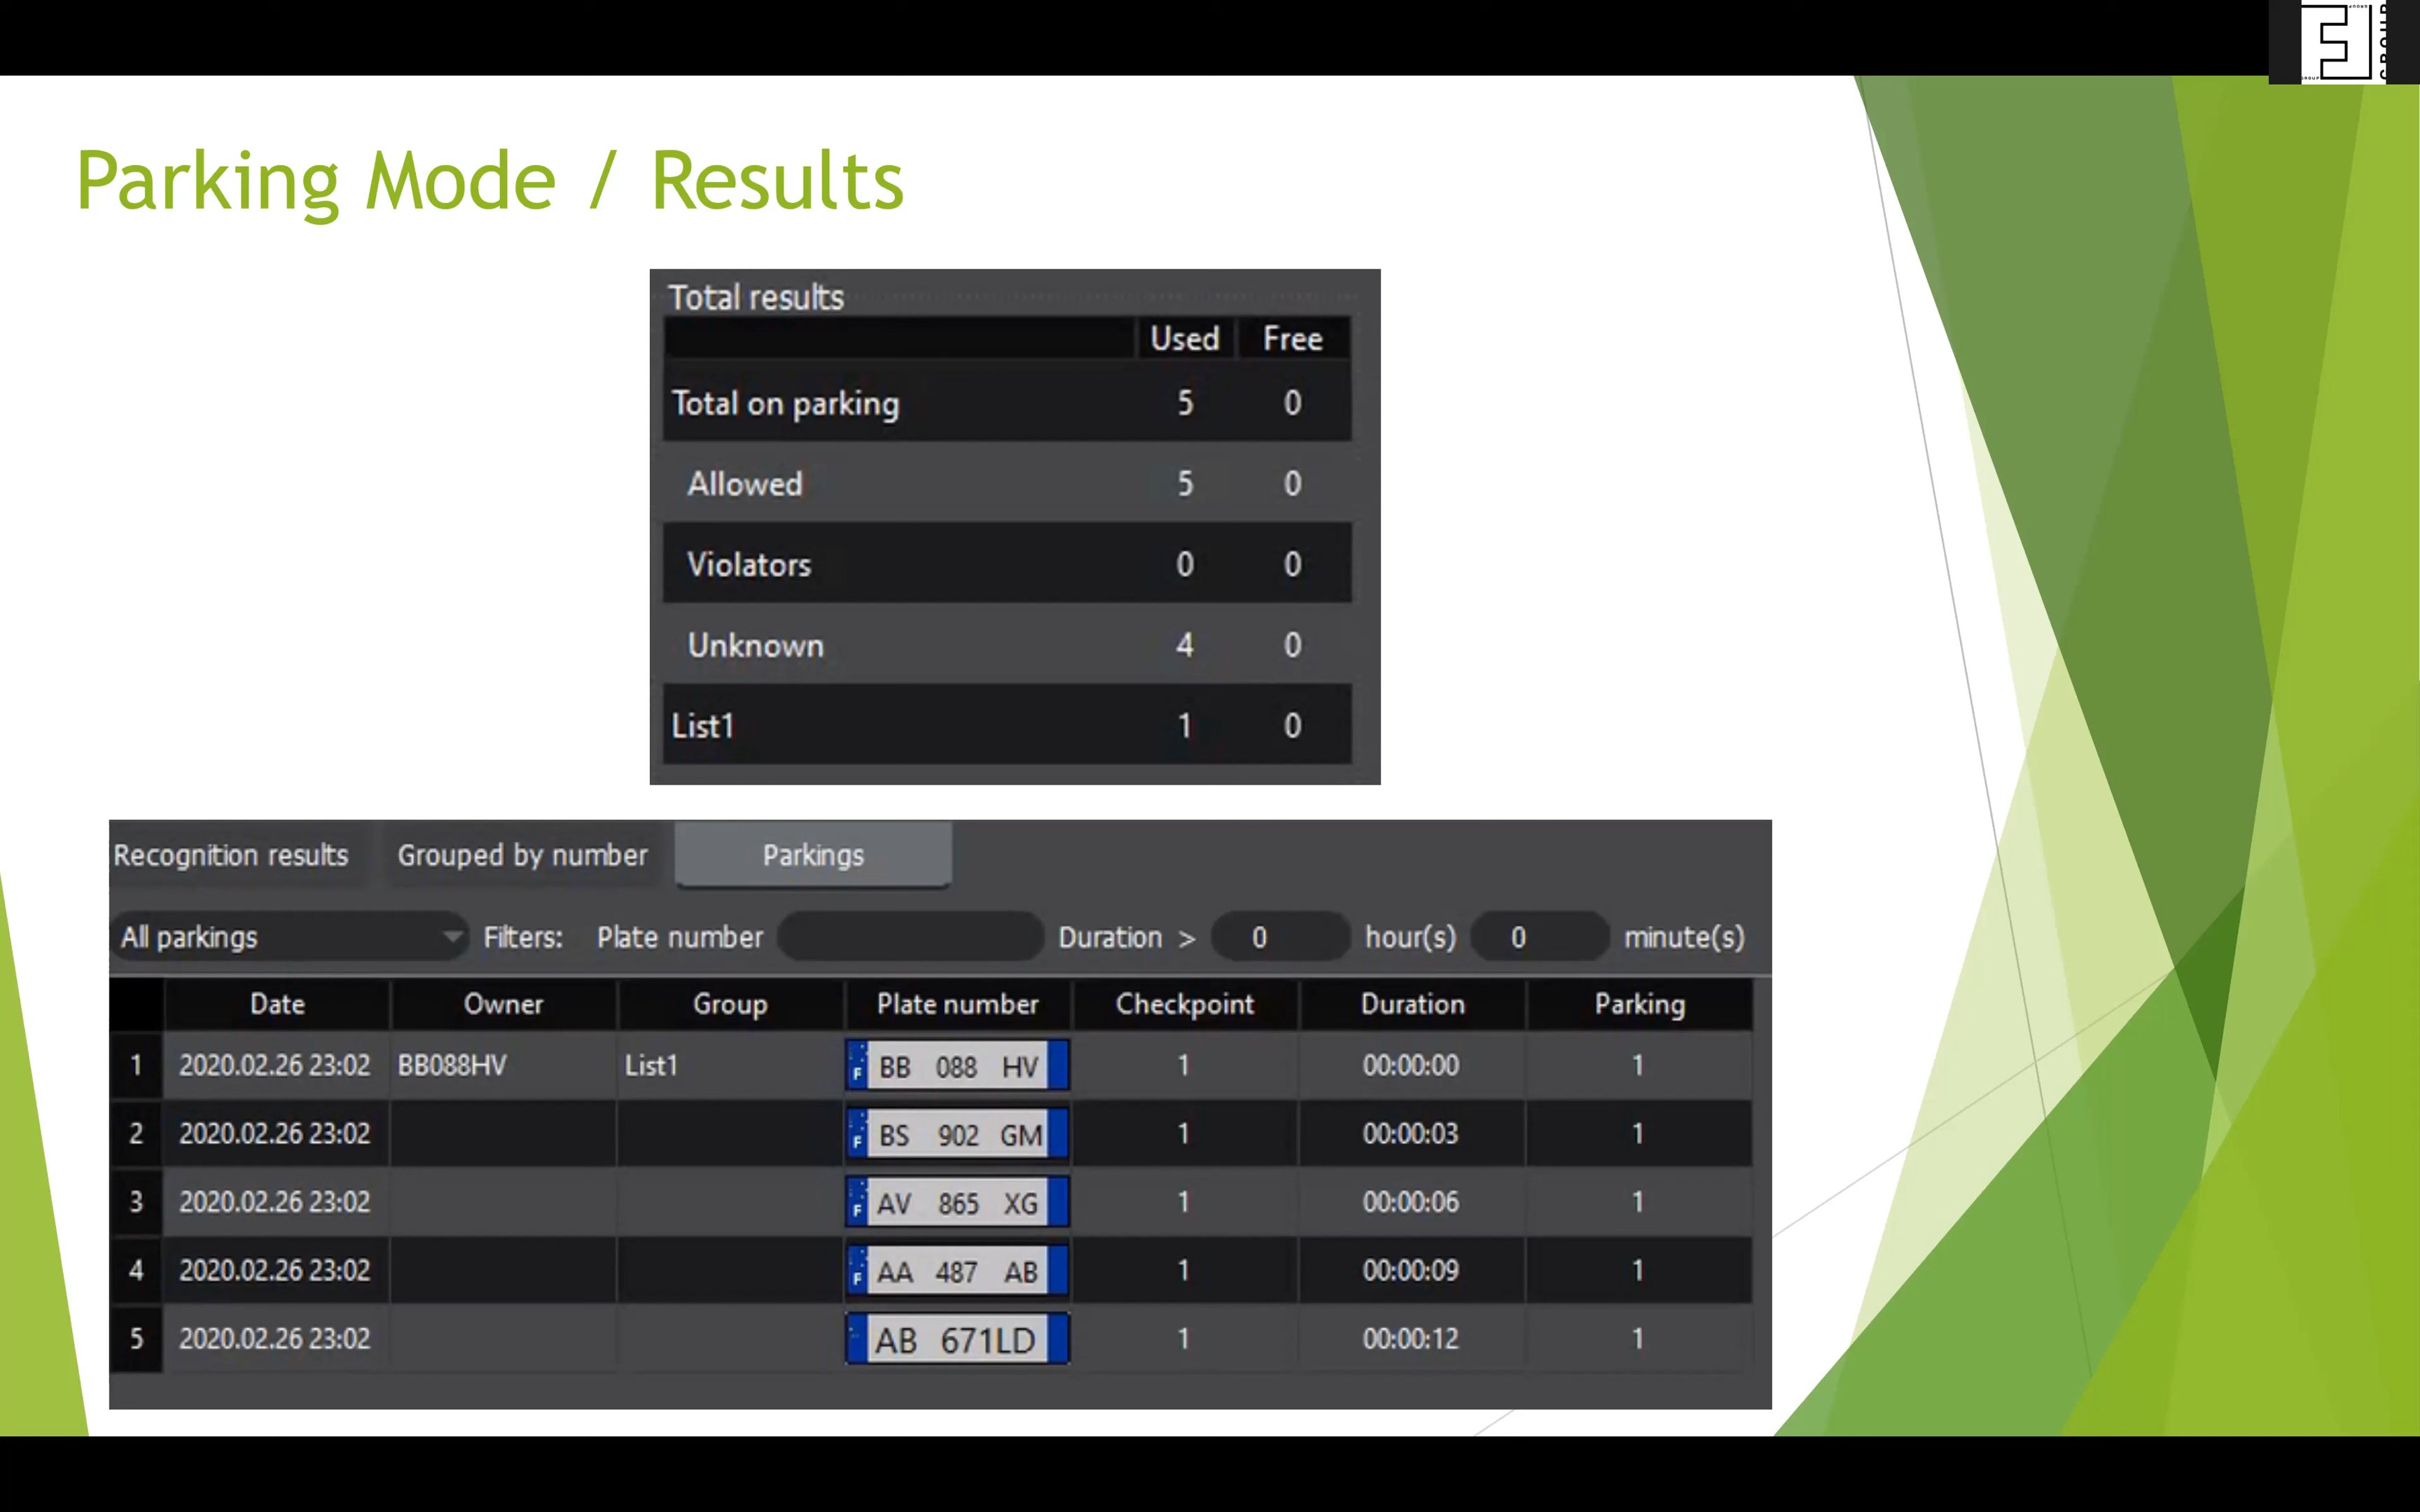 GROUP
Parking Mode / Results
Total results
Used Free
Total on parking 5 0
Allowed 5 0
Violators 0 0
Unknown 4 0
List1 1 0
Recognition results Grouped by number Parkings
All parkings Filters: Plate number Duration > 0 hour(s) 0 minute(s)
Date Owner Group Plate number Checkpoint Duration Parking
1 2020.02.26 23:02 BB088HV List1 F BB 088 HV 1 00:00:00 1
2 2020.02.26 23:02 F BS 902 GM 1 00:00:03 1
3 2020.02.26 23:02 F AV 865 XG 1 00:00:06 1
4 2020.02.26 23:02 F AA 487 AB 1 00:00:09 1
5 2020.02.26 23:02 AB 671LD 1 00:00:12 1